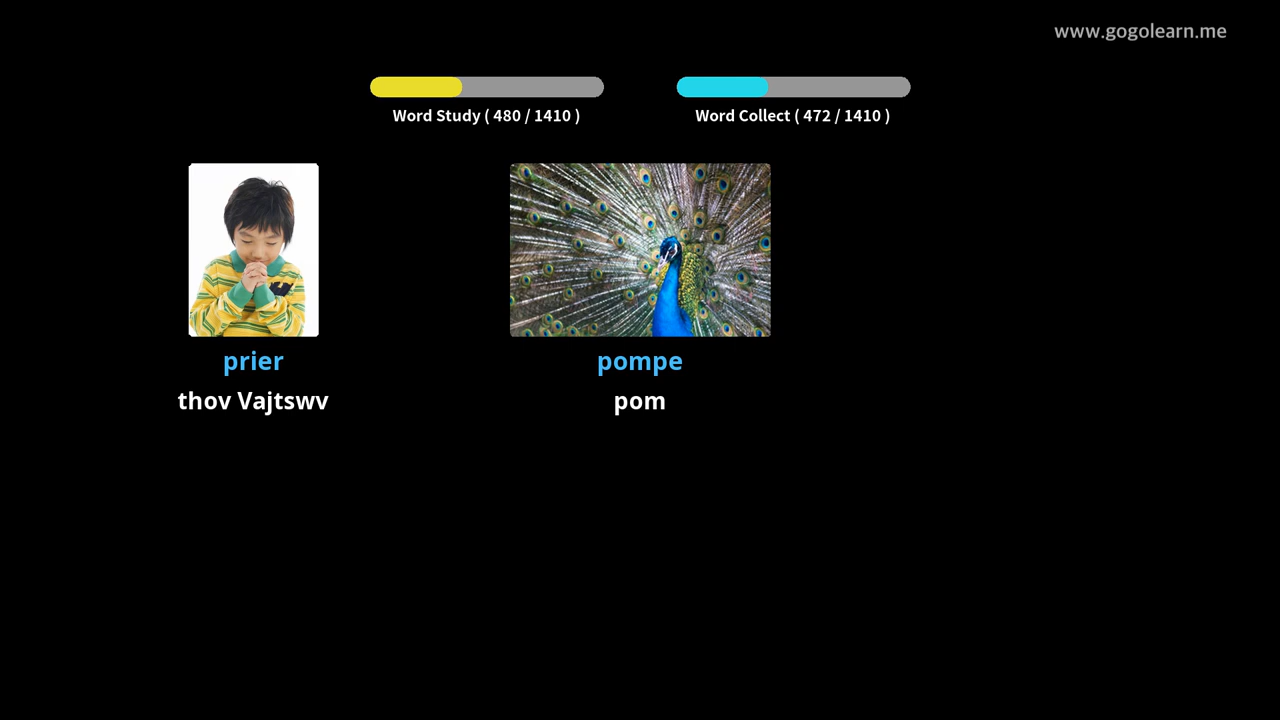 www.gogolearn.me
Word Study ( 480 / 1410 )
Word Collect ( 472 / 1410 )
prier
thov Vajtswv
pompe
pom